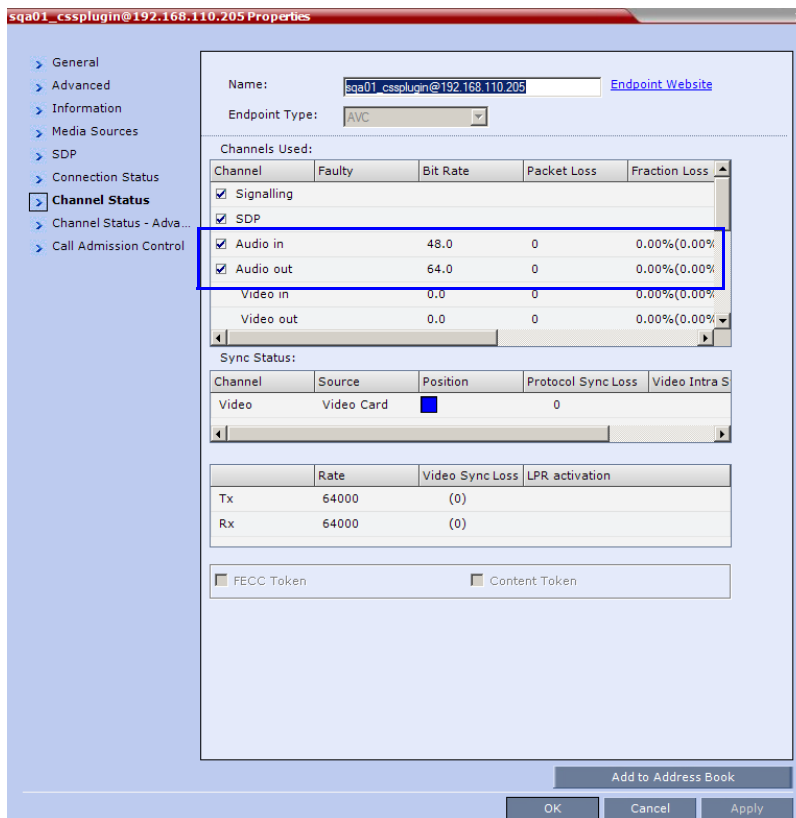 sqa01_cssplugin@192.168.110.205 Properties
General
Advanced
Information
Media Sources
SDP
Connection Status
Channel Status
Channel Status - Adva...
Call Admission Control
Name: sqa01_cssplugin@192.168.110.205 Endpoint Website
Endpoint Type: AVC
Channels Used:
Channel Faulty Bit Rate Packet Loss Fraction Loss
Signalling
SDP
Audio in 48.0 0 0.00%(0.00%
Audio out 64.0 0 0.00%(0.00%
Video in 0.0 0 0.00%(0.00%
Video out 0.0 0 0.00%(0.00%
Sync Status:
Channel Source Position Protocol Sync Loss Video Intra S
Video Video Card 0
Rate Video Sync Loss LPR activation
Tx 64000 (0)
Rx 64000 (0)
FECC Token Content Token
Add to Address Book
OK Cancel Apply